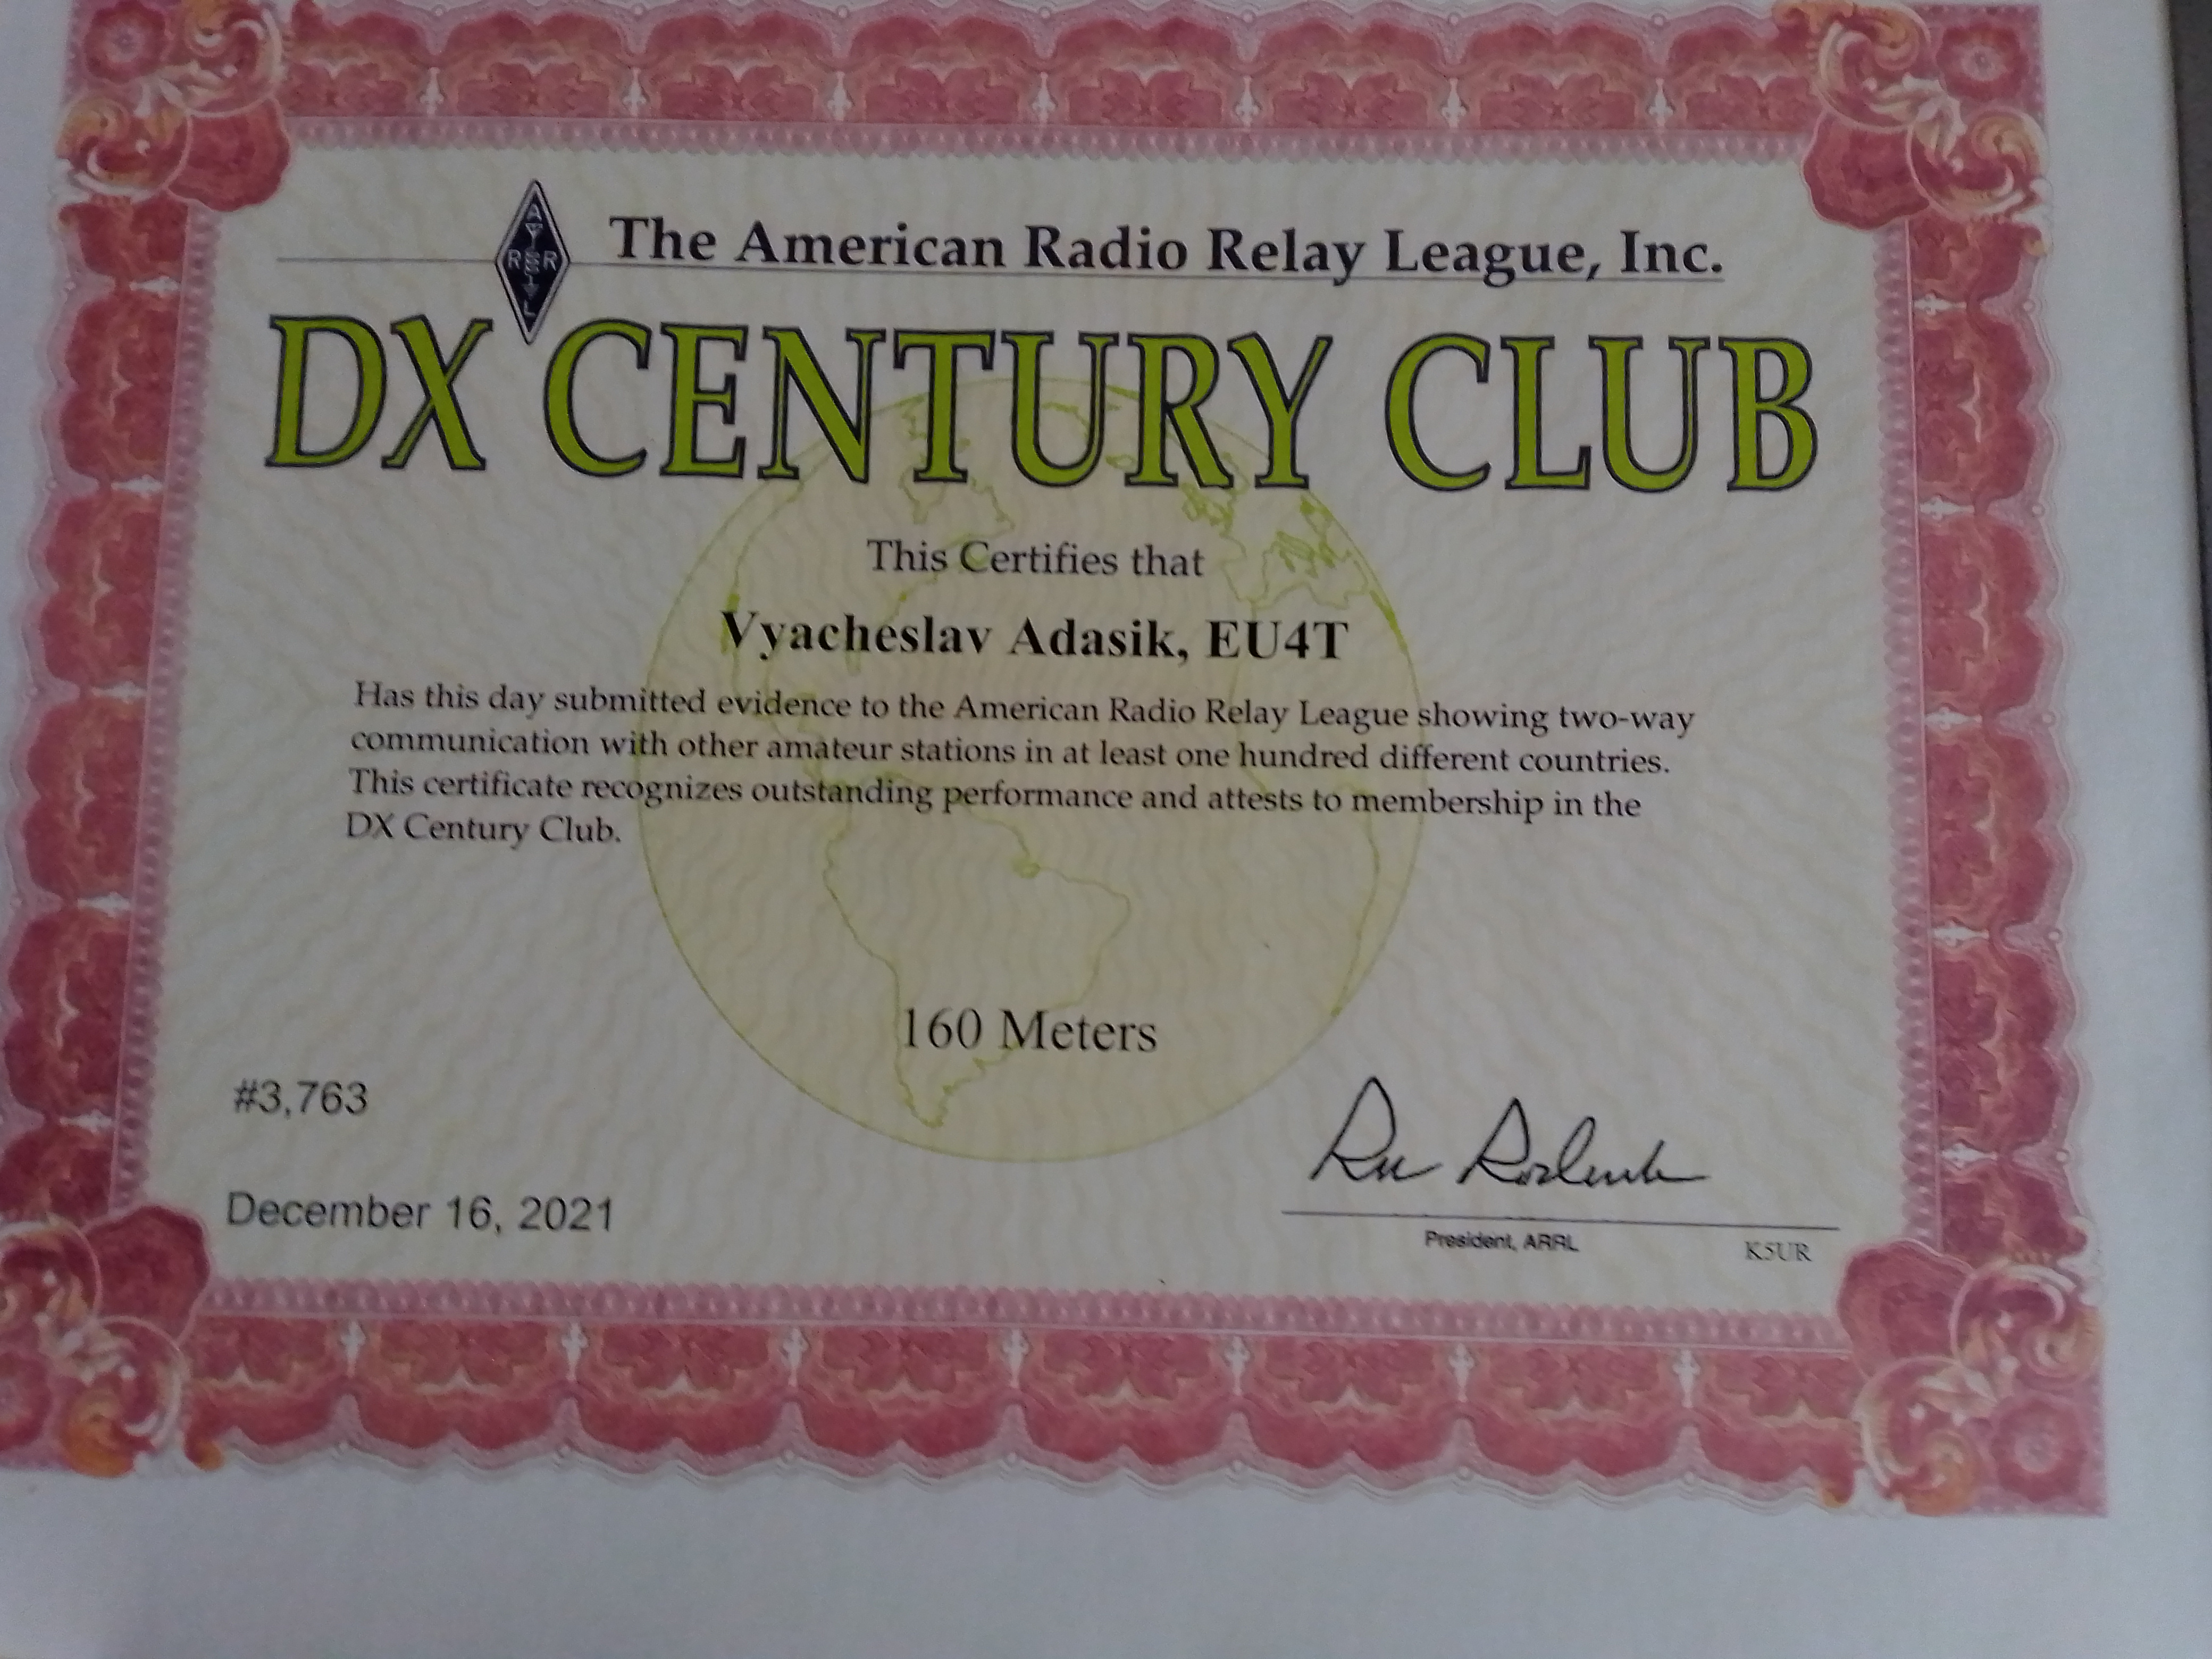 The American Radio Relay League, Inc.
A
R R
L
DX CENTURY CLUB
This Certifies that
Vyacheslav Adasik, EU4T
Has this day submitted evidence to the American Radio Relay League showing two-way
communication with other amateur stations in at least one hundred different countries.
This certificate recognizes outstanding performance and attests to membership in the
DX Century Club.
160 Meters
#3,763
December 16, 2021
President, ARRL
K5UR